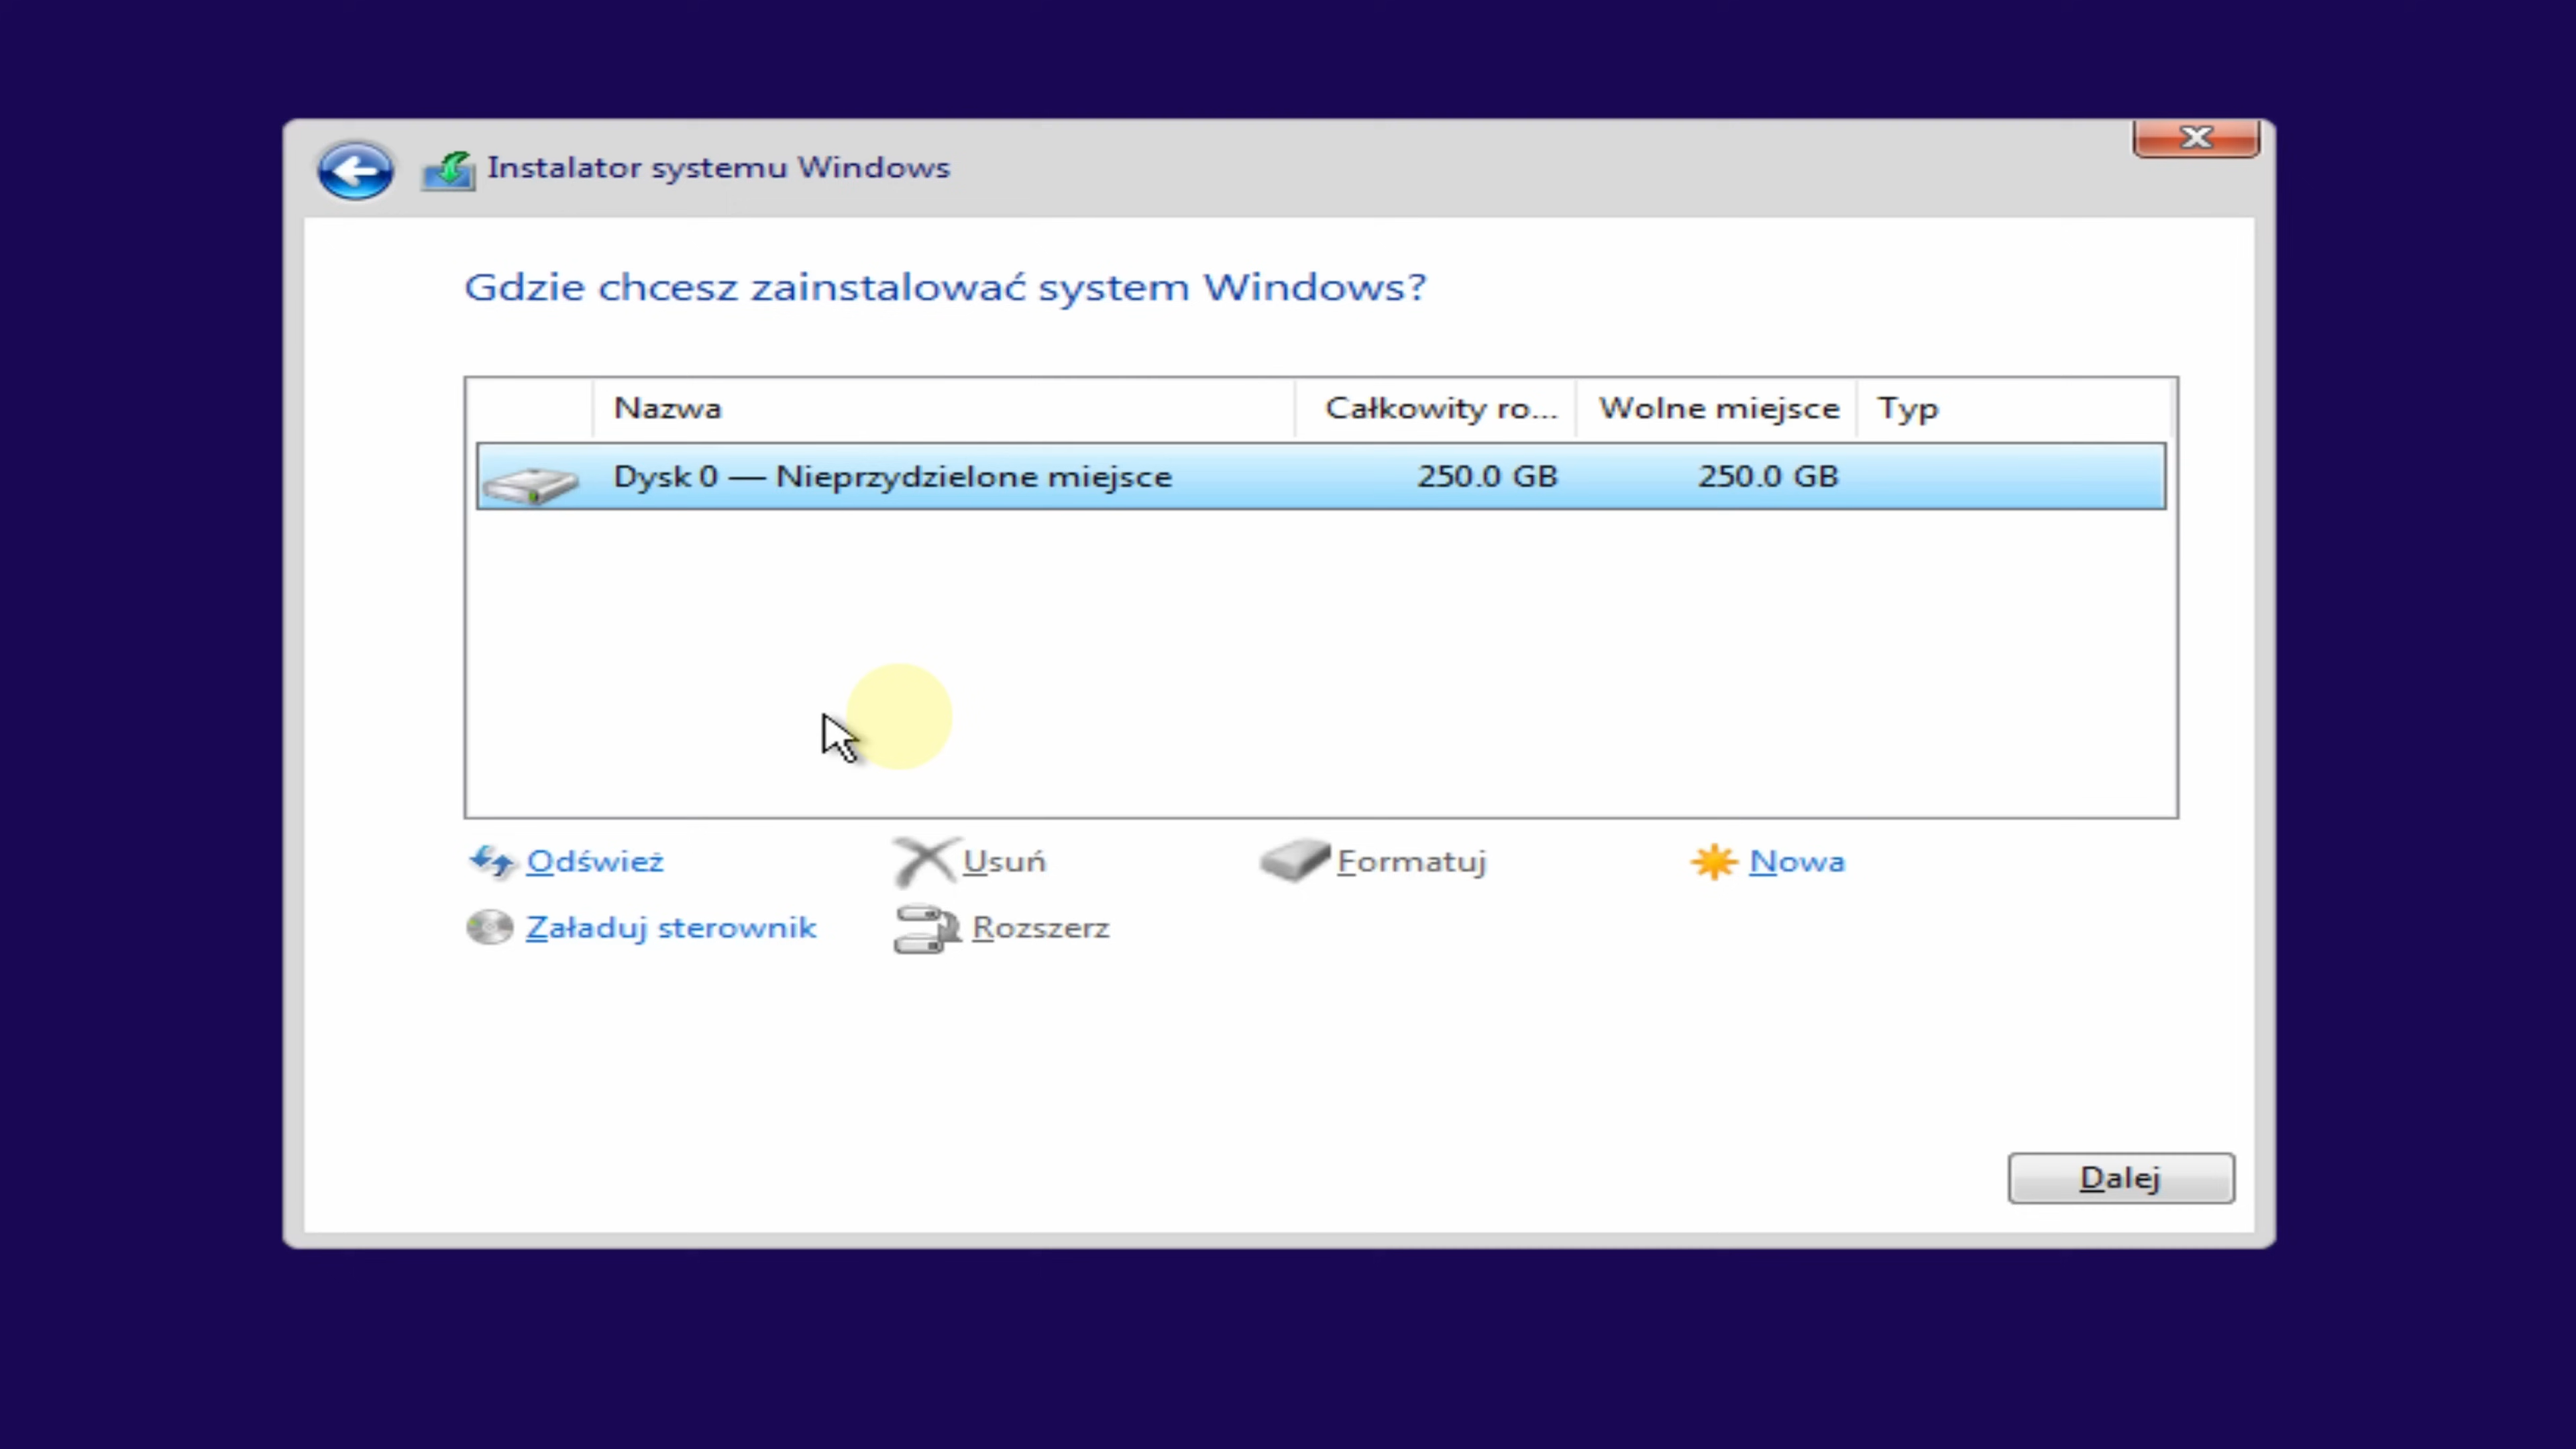 Instalator systemu Windows
Gdzie chcesz zainstalować system Windows?
Nazwa Całkowity ro... Wolne miejsce Typ
Dysk 0 — Nieprzydzielone miejsce 250.0 GB 250.0 GB
Odśwież Usuń Formatuj Nowa
Załaduj sterownik Rozszerz
Dalej